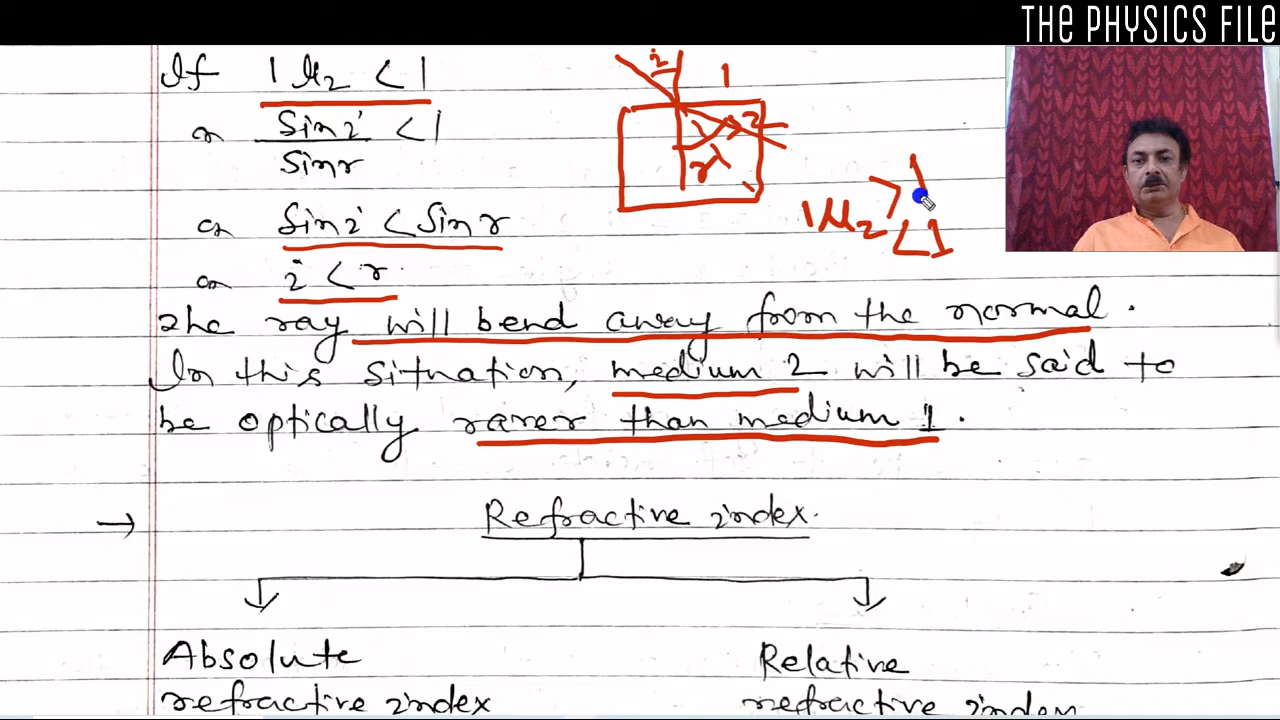 THE PHYSICS FILE
If 1μ2 < 1
or Sin i / Sin r < 1
or Sin i < Sin r
or i < r.
The ray will bend away from the normal.
In this situation, medium 2 will be said to
be optically rarer than medium 1.
i 1
2
r
1μ2 > 1
< 1
→ Refractive index.
Absolute
refractive index
Relative
refractive index